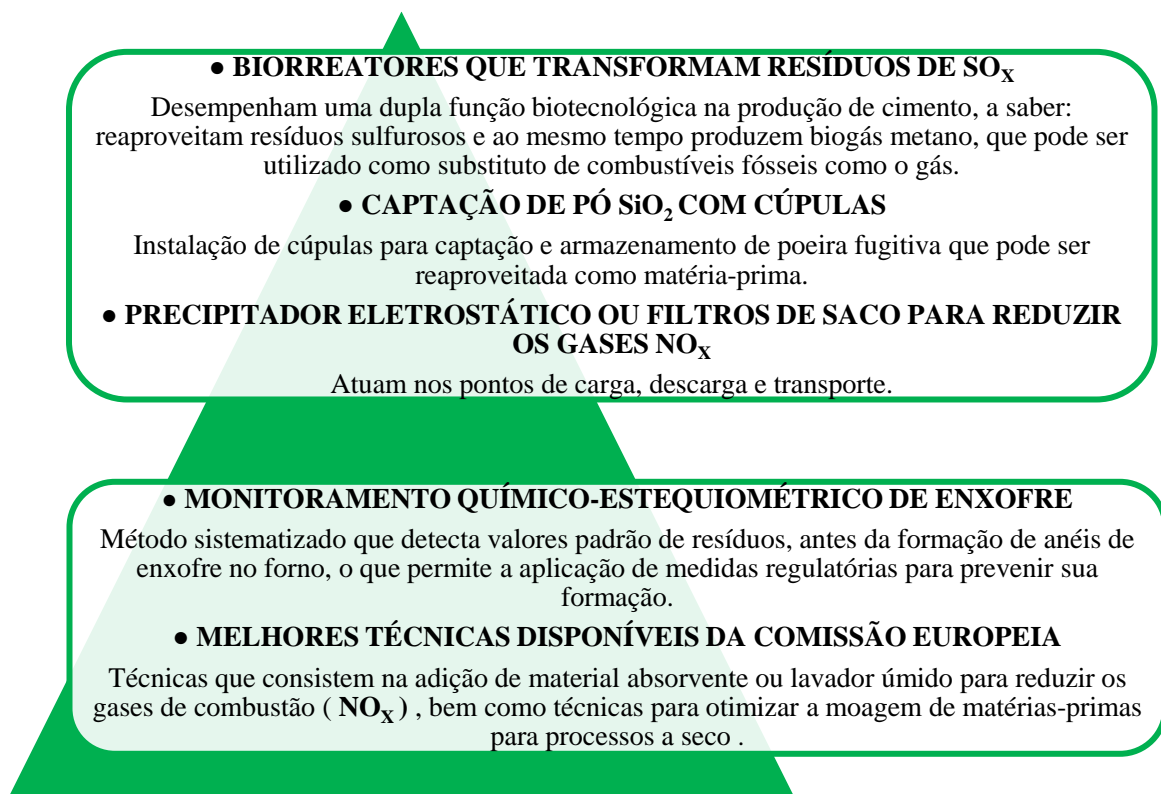 ● BIORREATORES QUE TRANSFORMAM RESÍDUOS DE SOX
Desempenham uma dupla função biotecnológica na produção de cimento, a saber:
reaproveitam resíduos sulfurosos e ao mesmo tempo produzem biogás metano, que pode ser
utilizado como substituto de combustíveis fósseis como o gás.
● CAPTAÇÃO DE PÓ SiO2 COM CÚPULAS
Instalação de cúpulas para captação e armazenamento de poeira fugitiva que pode ser
reaproveitada como matéria-prima.
● PRECIPITADOR ELETROSTÁTICO OU FILTROS DE SACO PARA REDUZIR
OS GASES NOX
Atuam nos pontos de carga, descarga e transporte.
● MONITORAMENTO QUÍMICO-ESTEQUIOMÉTRICO DE ENXOFRE
Método sistematizado que detecta valores padrão de resíduos, antes da formação de anéis de
enxofre no forno, o que permite a aplicação de medidas regulatórias para prevenir sua
formação.
● MELHORES TÉCNICAS DISPONÍVEIS DA COMISSÃO EUROPEIA
Técnicas que consistem na adição de material absorvente ou lavador úmido para reduzir os
gases de combustão ( NOX ) , bem como técnicas para otimizar a moagem de matérias-primas
para processos a seco .